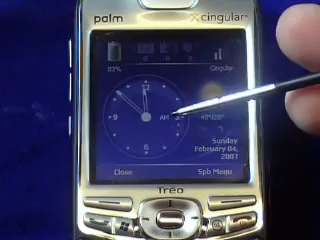 palm cingular
83%
Cingular
12
9 AM 3
6
Sunday
February 04,
2007
Close Spb Menu
Treo